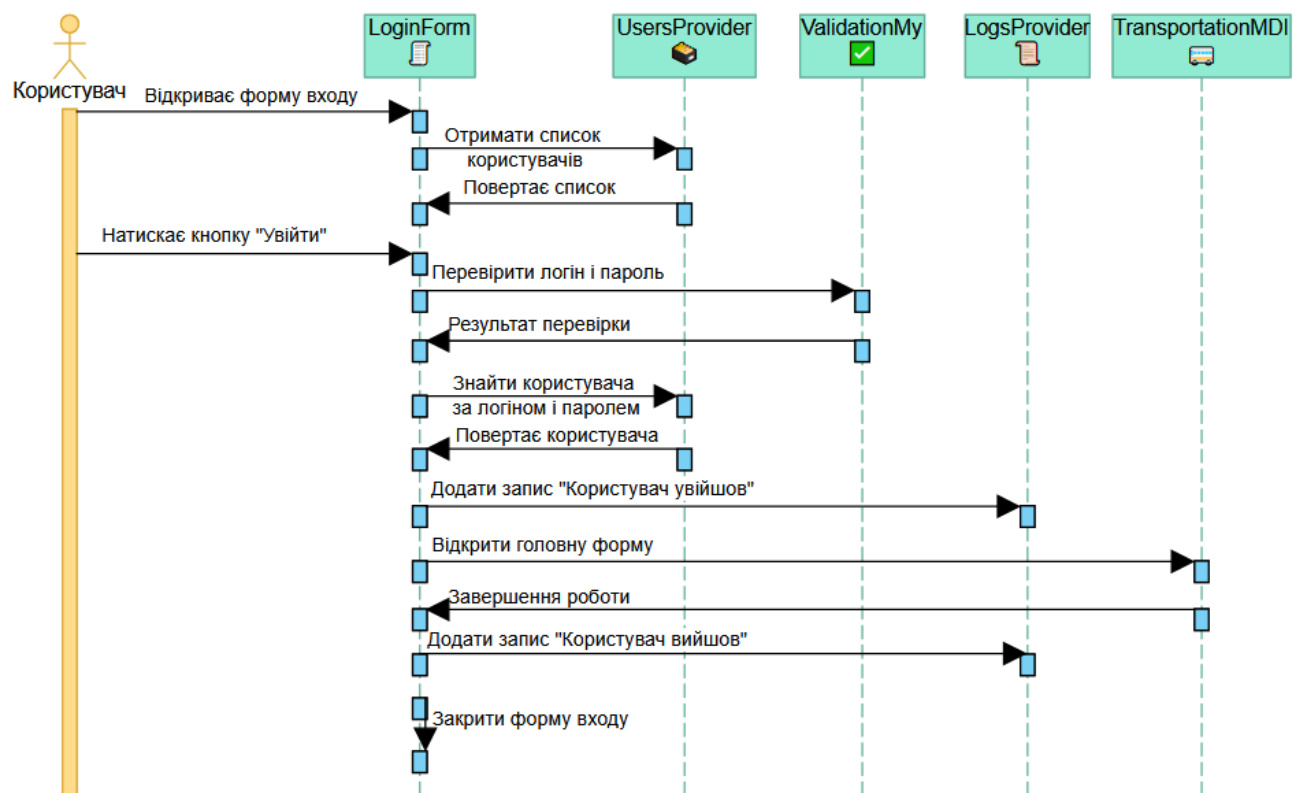 LoginForm
UsersProvider
ValidationMy
LogsProvider
TransportationMDI
Користувач
Відкриває форму входу
Отримати список
користувачів
Повертає список
Натискає кнопку "Увійти"
Перевірити логін і пароль
Результат перевірки
Знайти користувача
за логіном і паролем
Повертає користувача
Додати запис "Користувач увійшов"
Відкрити головну форму
Завершення роботи
Додати запис "Користувач вийшов"
Закрити форму входу